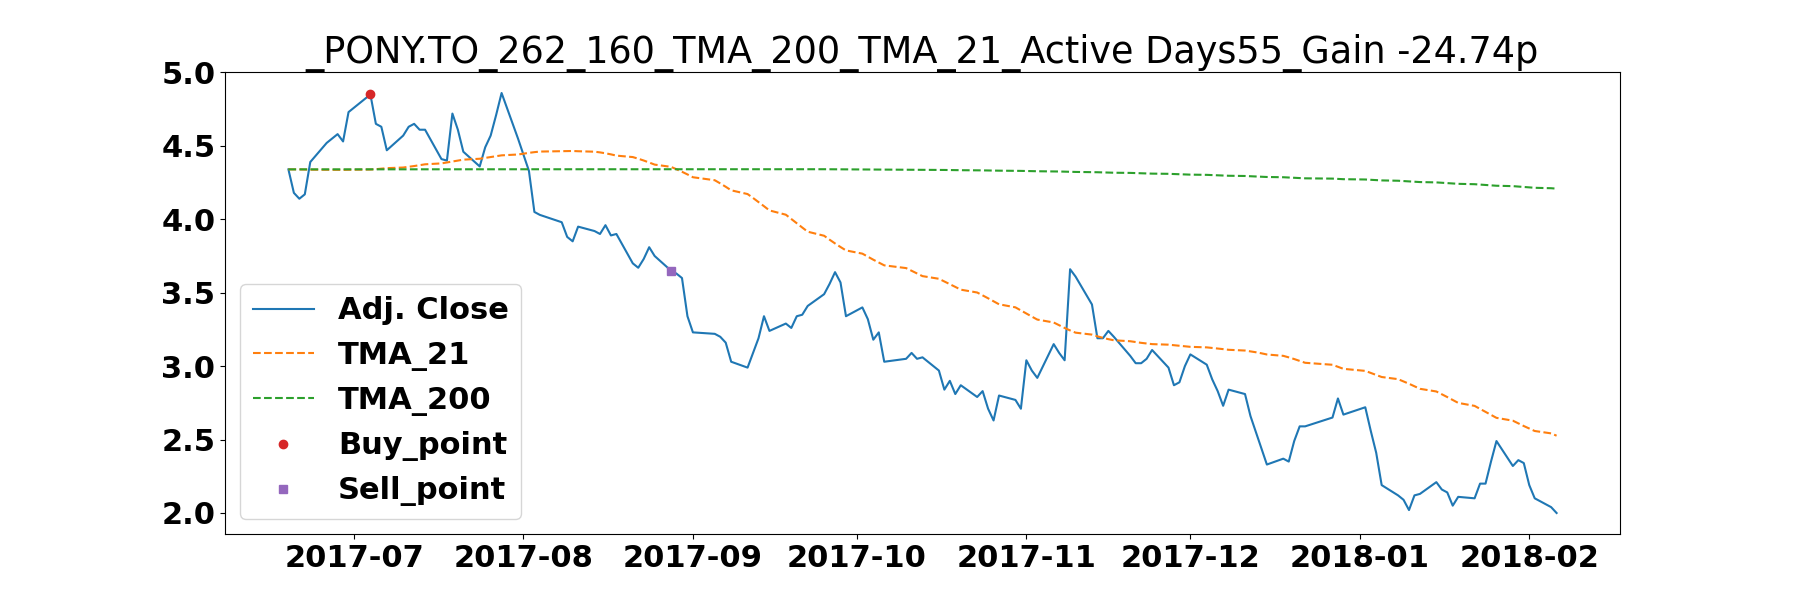 _PONY.TO_262_160_TMA_200_TMA_21_Active Days55_Gain -24.74p
5.0
4.5
4.0
3.5
3.0
2.5
2.0
Adj. Close
TMA_21
TMA_200
Buy_point
Sell_point
2017-07 2017-08 2017-09 2017-10 2017-11 2017-12 2018-01 2018-02